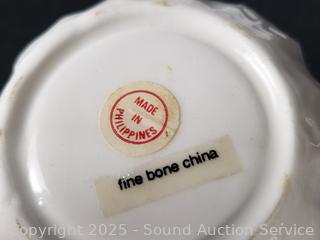 MADE
IN
PHILIPPINES
fine bone china
Copyright 2025 - Sound Auction Service